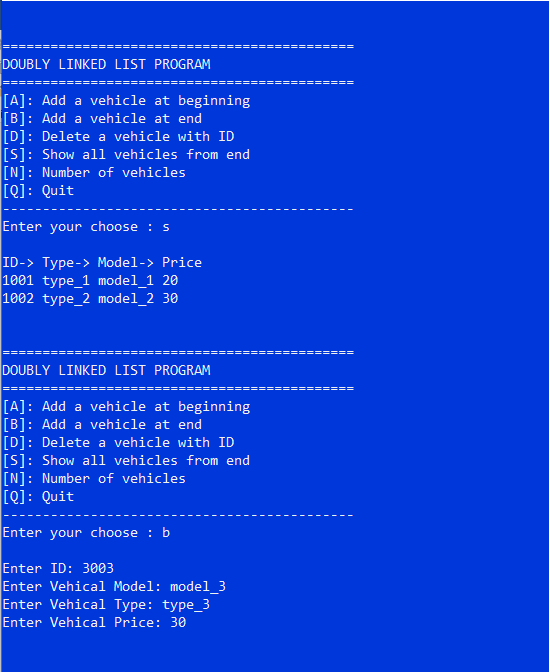 ============================================
DOUBLY LINKED LIST PROGRAM
============================================
[A]: Add a vehicle at beginning
[B]: Add a vehicle at end
[D]: Delete a vehicle with ID
[S]: Show all vehicles from end
[N]: Number of vehicles
[Q]: Quit
--------------------------------------------
Enter your choose : s
ID-> Type-> Model-> Price
1001 type_1 model_1 20
1002 type_2 model_2 30
============================================
DOUBLY LINKED LIST PROGRAM
============================================
[A]: Add a vehicle at beginning
[B]: Add a vehicle at end
[D]: Delete a vehicle with ID
[S]: Show all vehicles from end
[N]: Number of vehicles
[Q]: Quit
--------------------------------------------
Enter your choose : b
Enter ID: 3003
Enter Vehical Model: model_3
Enter Vehical Type: type_3
Enter Vehical Price: 30